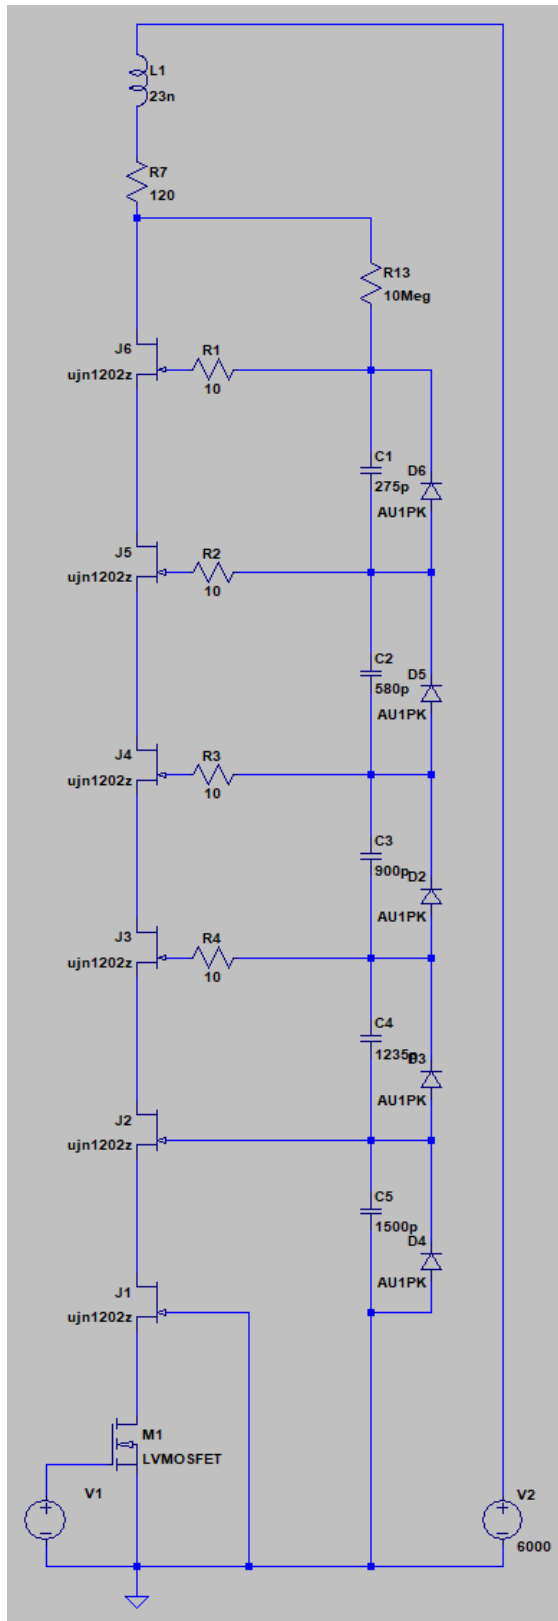 L1
23n
R7
120
R13
10Meg
J6
ujn1202z
R1
10
C1
275p
D6
AU1PK
J5
ujn1202z
R2
10
C2
580p
D5
AU1PK
J4
ujn1202z
R3
10
C3
900p
D2
AU1PK
J3
ujn1202z
R4
10
C4
1235p
D3
AU1PK
J2
ujn1202z
C5
1500p
D4
AU1PK
J1
ujn1202z
M1
LVMOSFET
V1
V2
6000